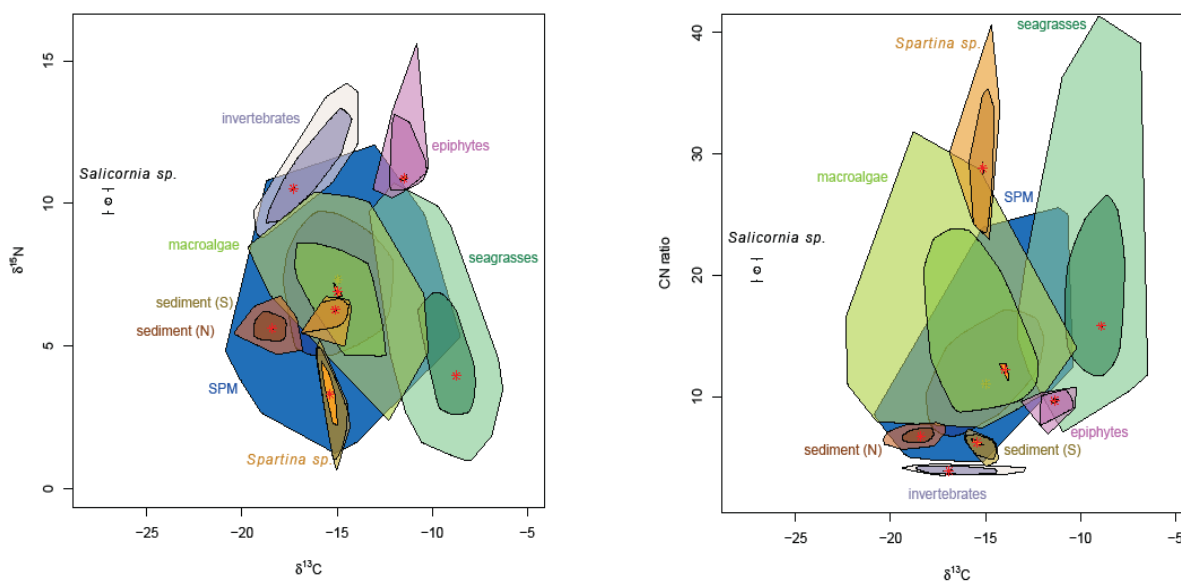 15
10
5
0
δ¹⁵N
invertebrates
epiphytes
Salicornia sp.
macroalgae
seagrasses
sediment (S)
sediment (N)
SPM
Spartina sp.
−25
−20
−15
−10
−5
δ¹³C
40
30
20
10
CN ratio
seagrasses
Spartina sp.
macroalgae
SPM
Salicornia sp.
epiphytes
sediment (N)
sediment (S)
invertebrates
−25
−20
−15
−10
−5
δ¹³C